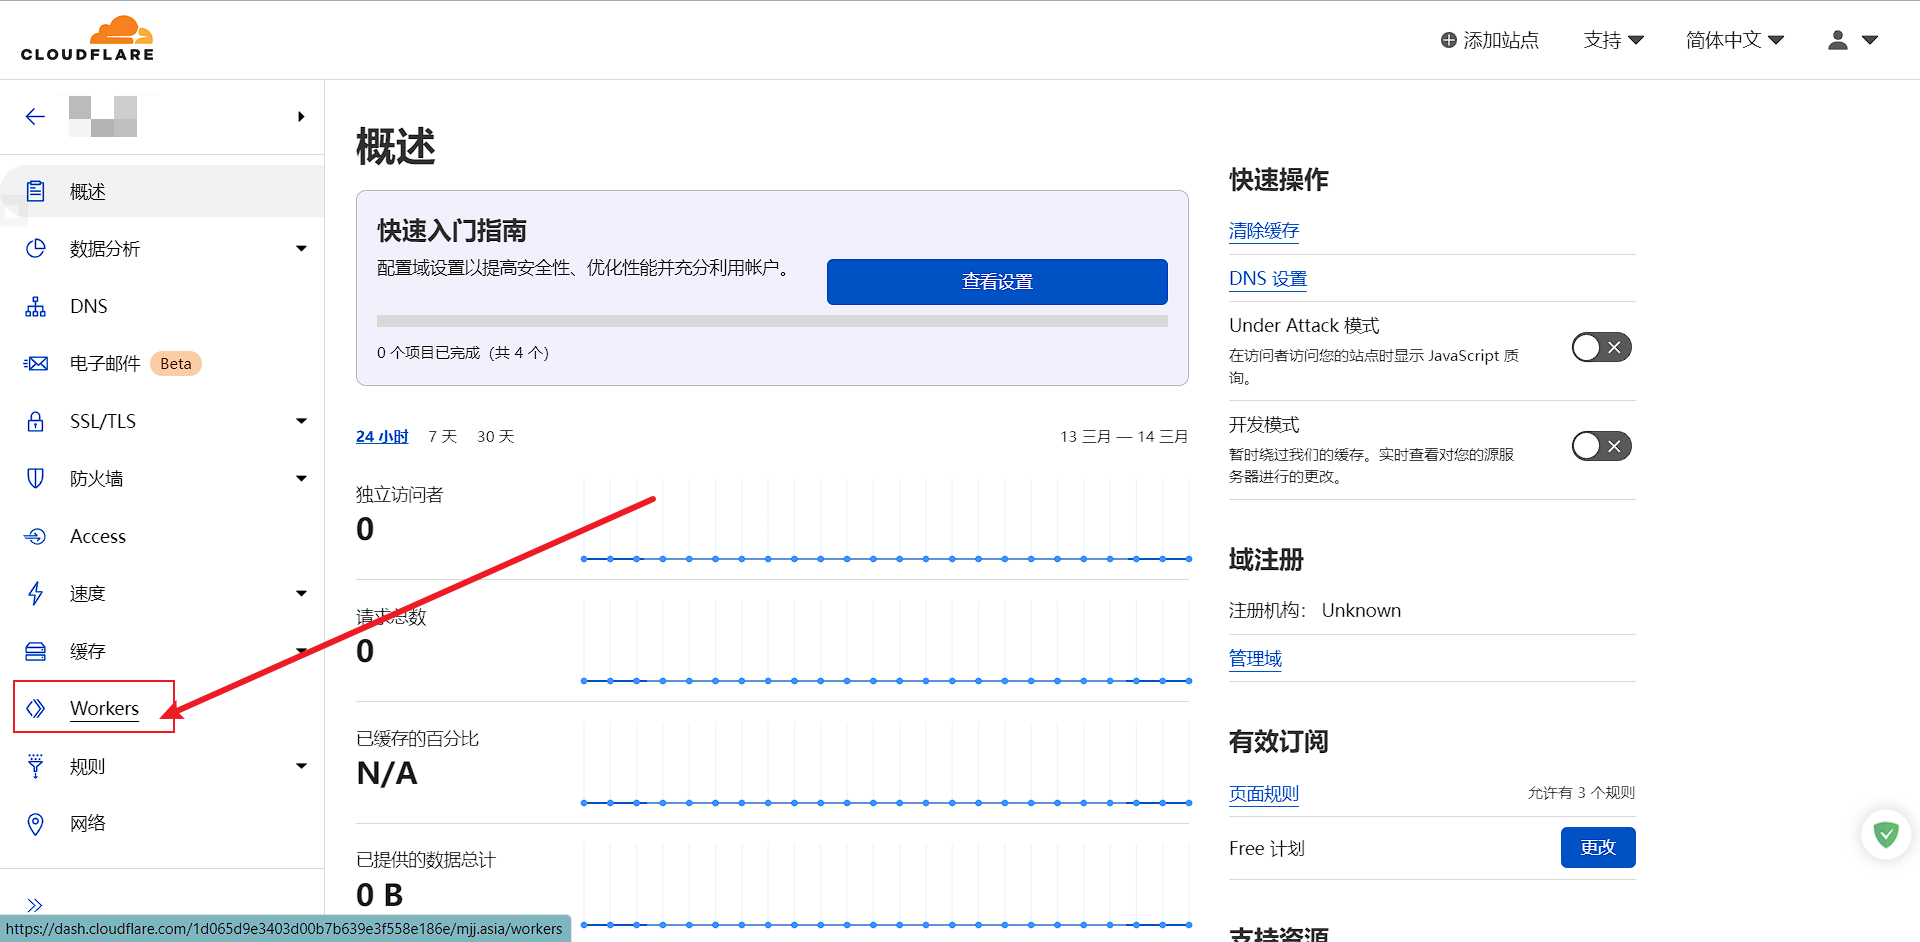 CLOUDFLARE
添加站点
支持
简体中文
概述
数据分析
DNS
电子邮件 Beta
SSL/TLS
防火墙
Access
速度
缓存
Workers
规则
网络
概述
快速入门指南
配置域设置以提高安全性、优化性能并充分利用帐户。
查看设置
0 个项目已完成（共 4 个）
24 小时 7 天 30 天
13 三月 — 14 三月
独立访问者
0
请求总数
0
已缓存的百分比
N/A
已提供的数据总计
0 B
快速操作
清除缓存
DNS 设置
Under Attack 模式
在访问者访问您的站点时显示 JavaScript 质
询。
开发模式
暂时绕过我们的缓存。实时查看对您的源服
务器进行的更改。
域注册
注册机构： Unknown
管理域
有效订阅
页面规则
允许有 3 个规则
Free 计划
更改
支持资源
https://dash.cloudflare.com/1d065d9e3403d00b7b639e3f558e186e/mjj.asia/workers